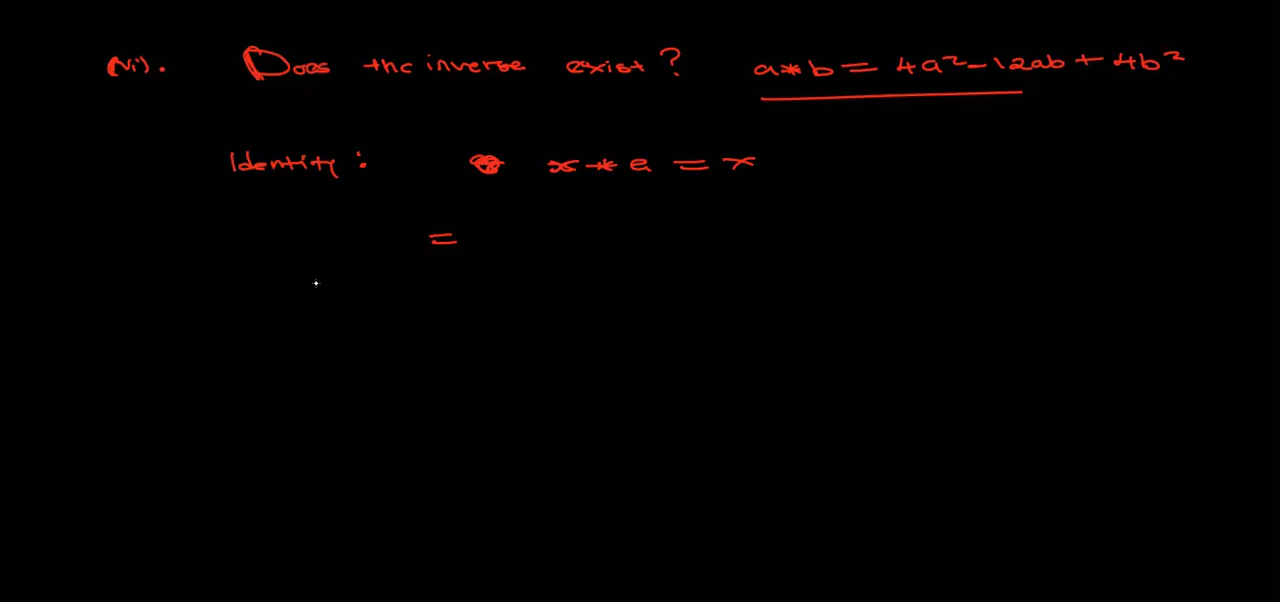 (vi). Does the inverse exist? a*b = 4a²-12ab + 4b²
Identity: x * e = x
=